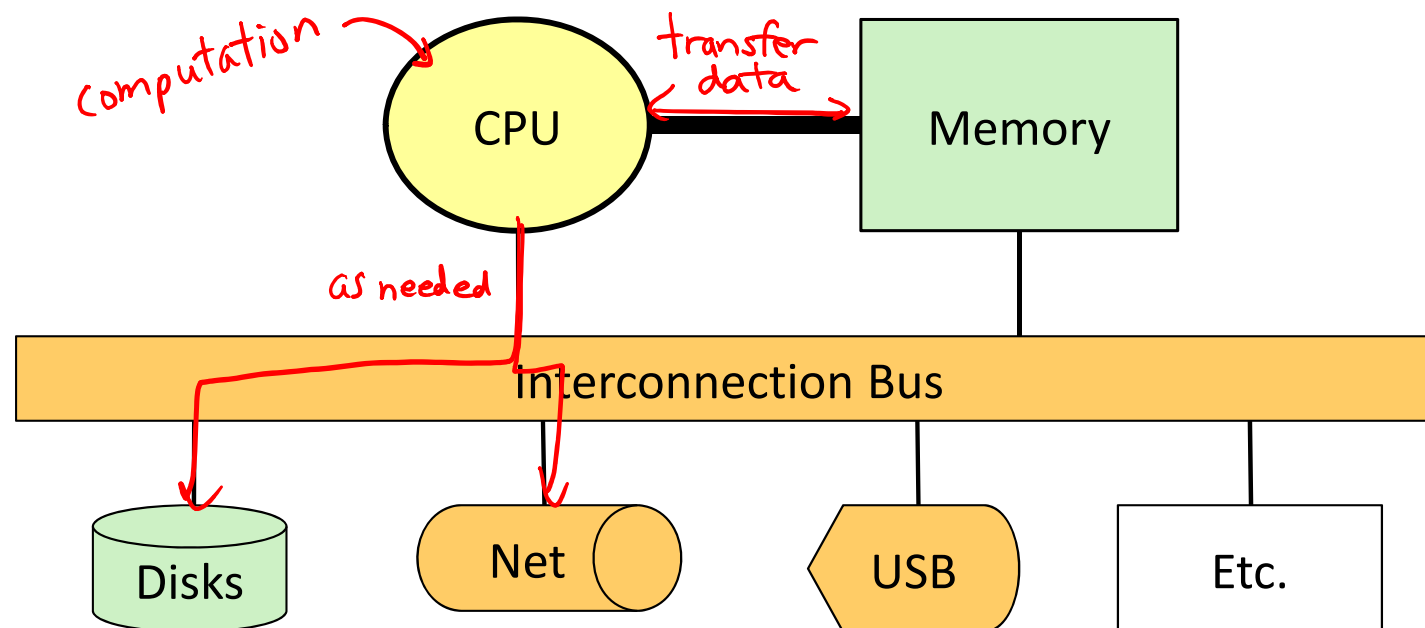 computation
transfer
data
CPU
Memory
as needed
Interconnection Bus
Disks
Net
USB
Etc.